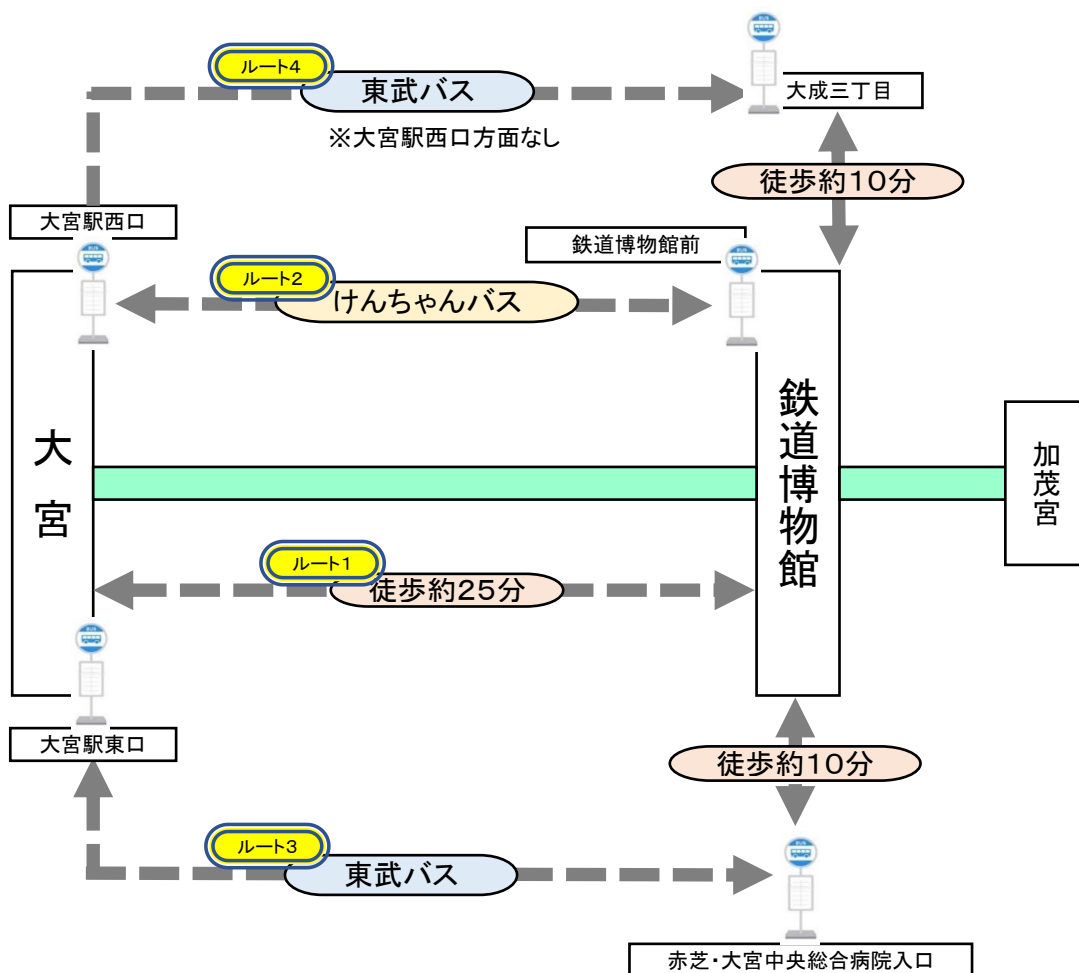 ルート4
東武バス
※大宮駅西口方面なし
大成三丁目
徒歩約10分
大宮駅西口
鉄道博物館前
ルート2
けんちゃんバス
大宮
鉄道博物館
加茂宮
ルート1
徒歩約25分
大宮駅東口
徒歩約10分
ルート3
東武バス
赤芝・大宮中央総合病院入口